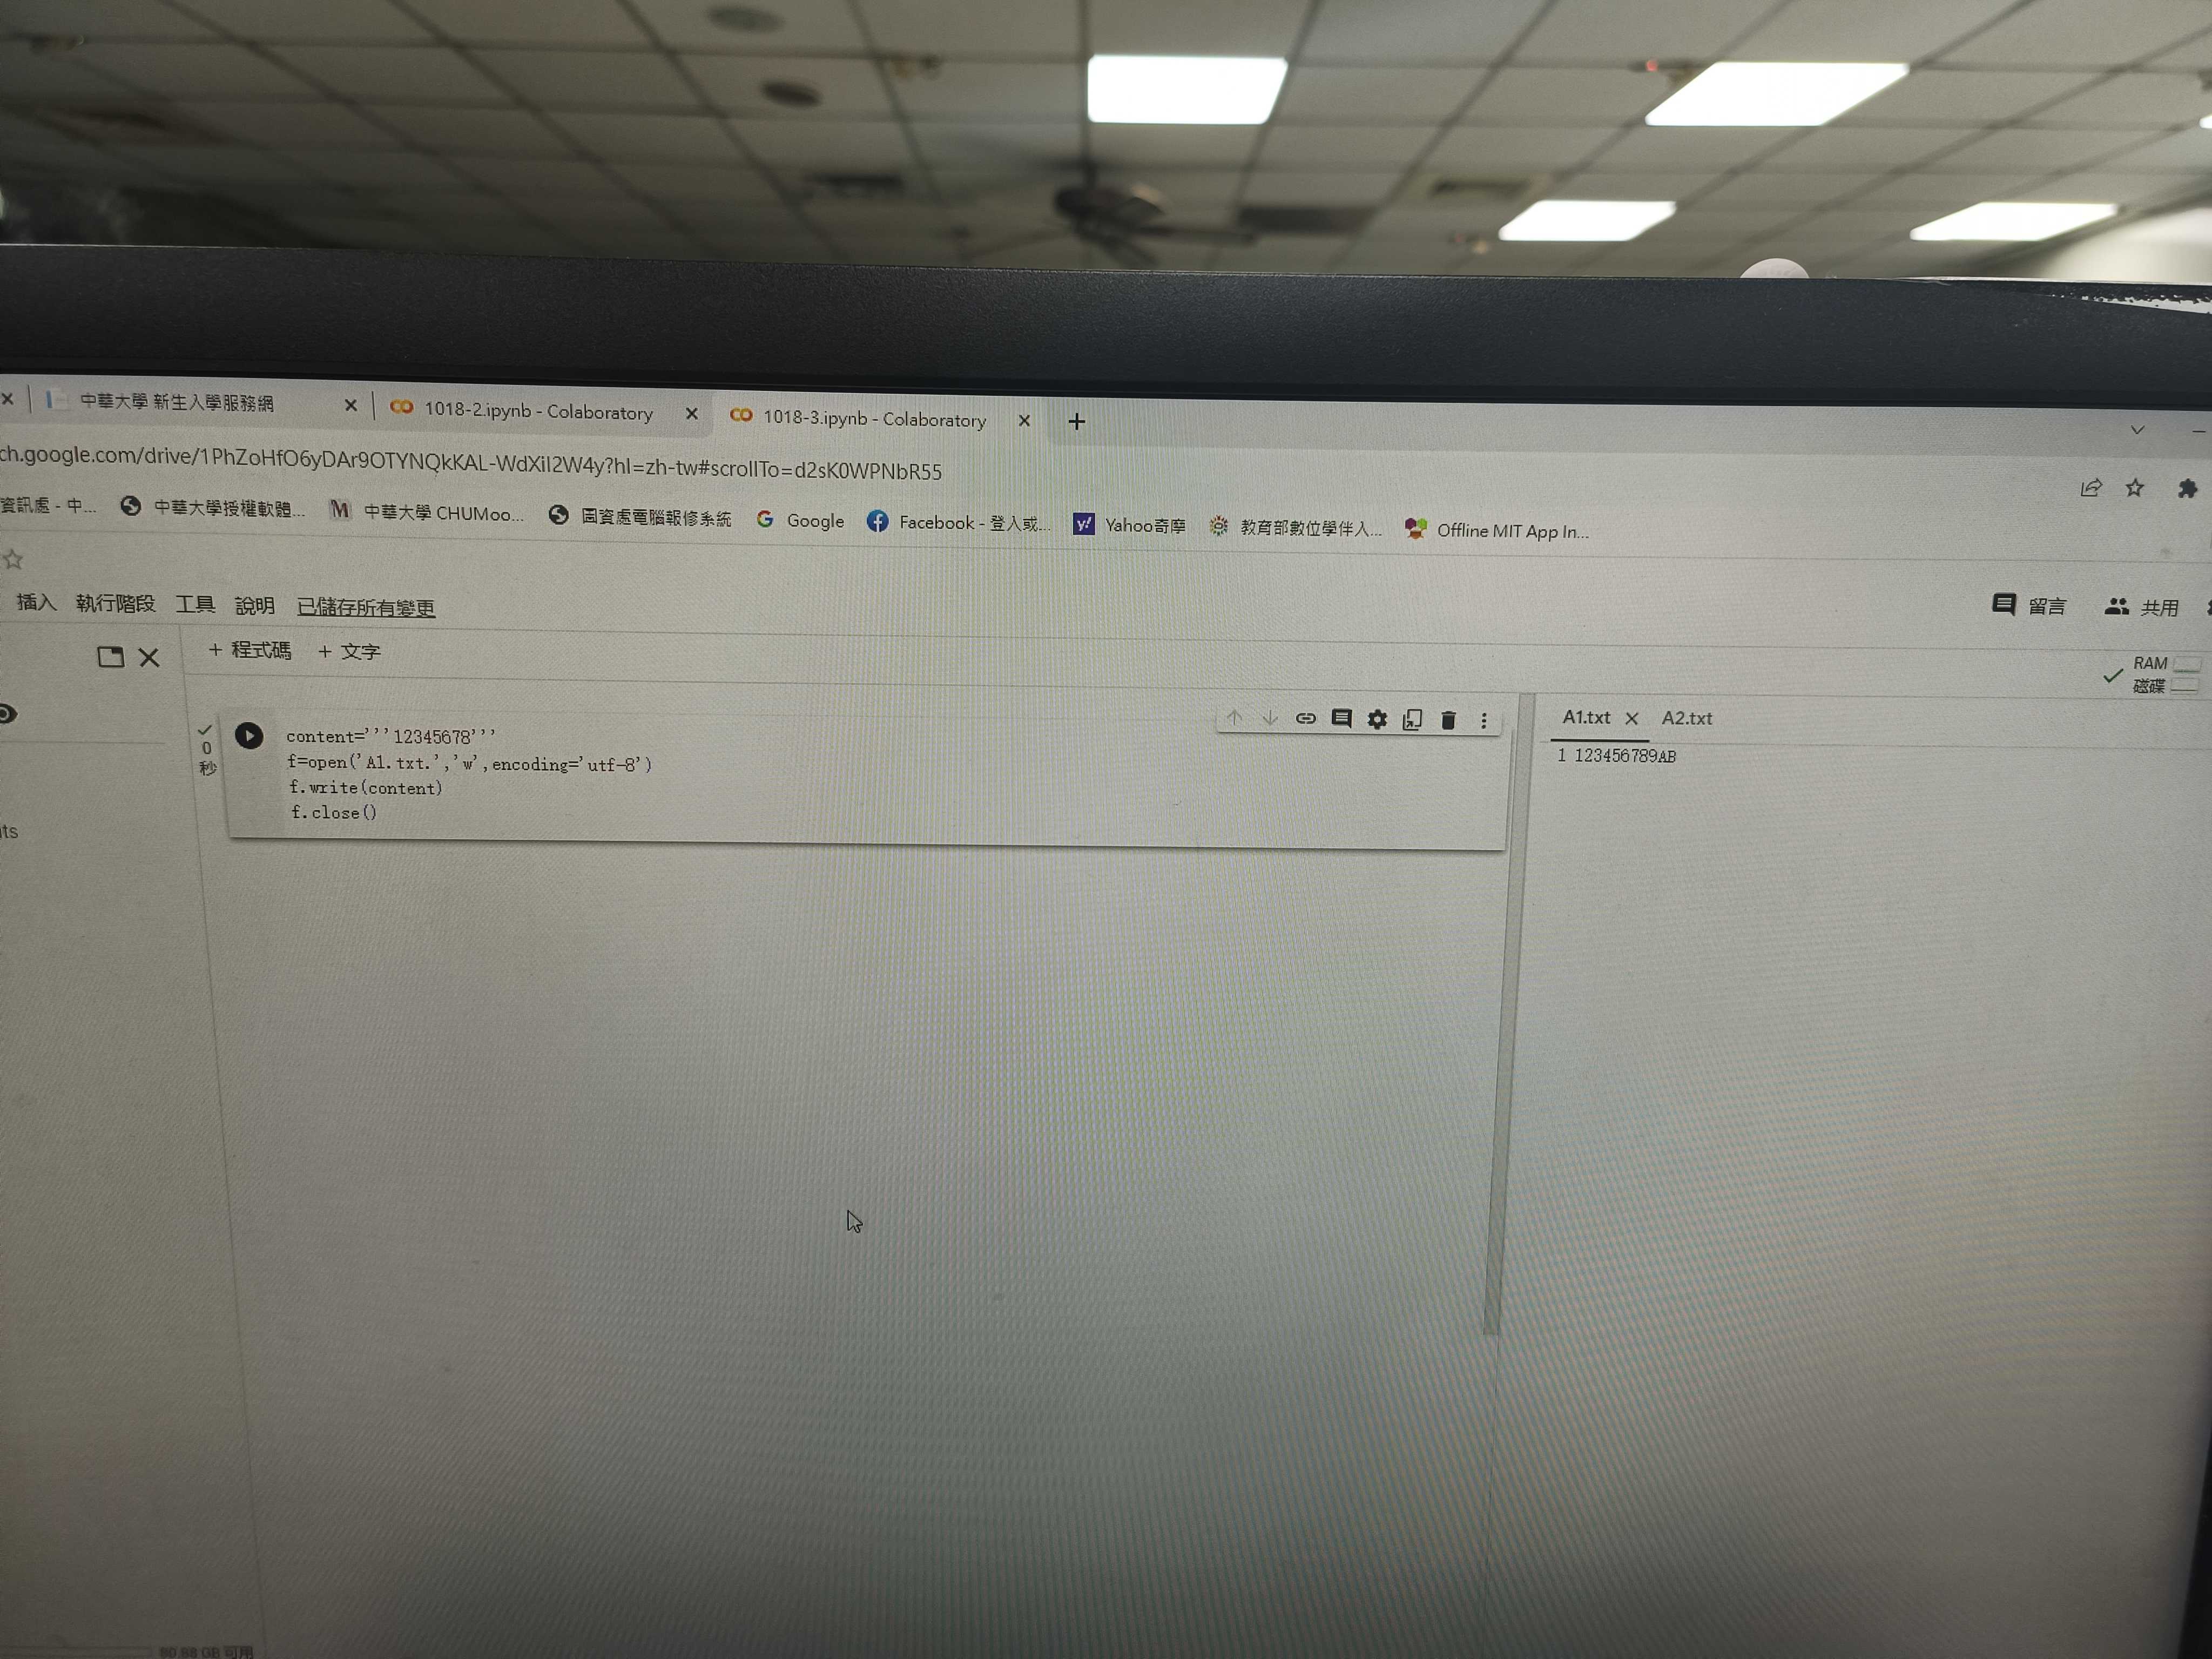 中華大學 新生入學服務網
1018-2.ipynb - Colaboratory
1018-3.ipynb - Colaboratory
ch.google.com/drive/1PhZoHfO6yDAr9OTYNQkKAL-WdXiI2W4y?hl=zh-tw#scrollTo=d2sK0WPNbR55
資訊處 - 中... 中華大學授權軟體... 中華大學 CHUMoo... 圖資處電腦報修系統 Google Facebook - 登入或... Yahoo奇摩 教育部數位學伴入... Offline MIT App In...
插入 執行階段 工具 說明 已儲存所有變更
留言 共用
+ 程式碼 + 文字
RAM
磁碟
0
秒
content='''12345678'''
f=open('A1.txt.','w',encoding='utf-8')
f.write(content)
f.close()
A1.txt A2.txt
1 123456789AB
its